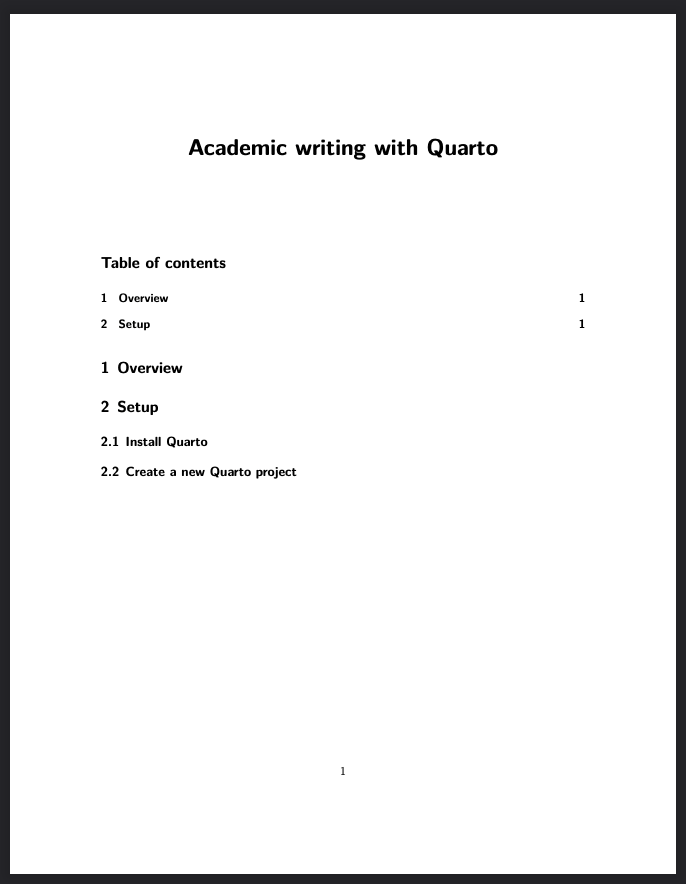 Academic writing with Quarto
Table of contents
1 Overview 1
2 Setup 1
1 Overview
2 Setup
2.1 Install Quarto
2.2 Create a new Quarto project
1